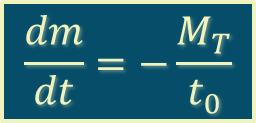 dm/dt = − M_T/t_0